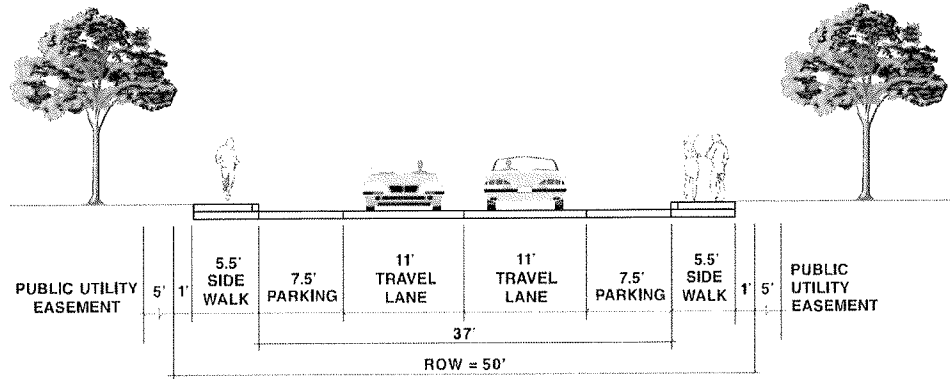 PUBLIC UTILITY
EASEMENT
5'
1'
5.5'
SIDE
WALK
7.5'
PARKING
11'
TRAVEL
LANE
11'
TRAVEL
LANE
7.5'
PARKING
5.5'
SIDE
WALK
1'
5'
PUBLIC
UTILITY
EASEMENT
37'
ROW = 50'